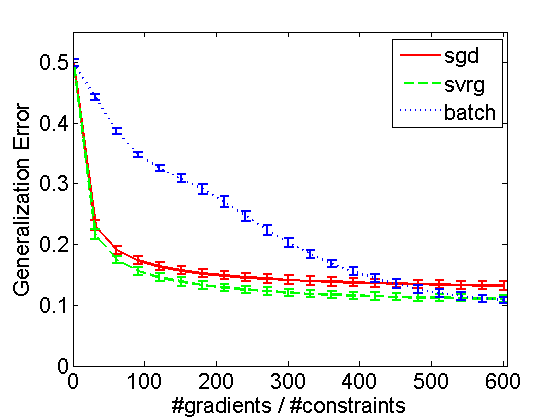 Generalization Error
0.5
0.4
0.3
0.2
0.1
0
0 100 200 300 400 500 600
#gradients / #constraints
sgd
svrg
batch